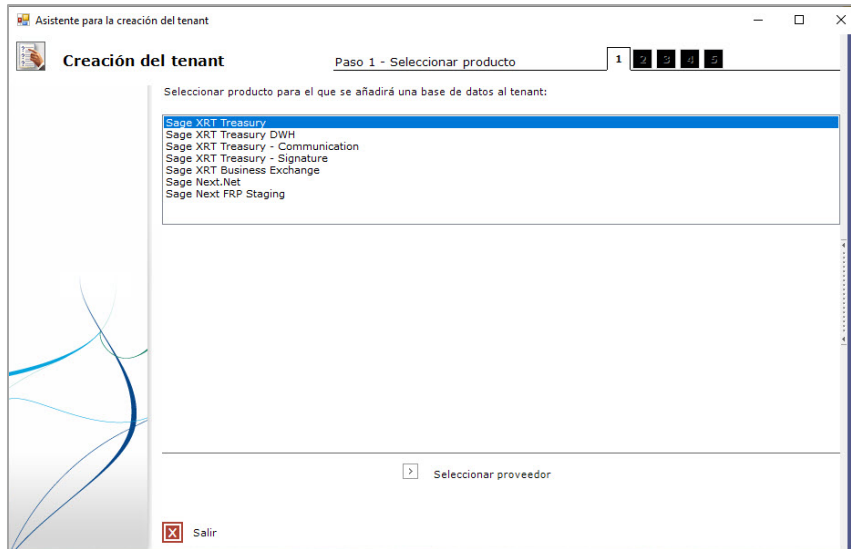 Asistente para la creación del tenant
Creación del tenant
Paso 1 - Seleccionar producto
1 2 3 4 5
Seleccionar producto para el que se añadirá una base de datos al tenant:
Sage XRT Treasury
Sage XRT Treasury DWH
Sage XRT Treasury - Communication
Sage XRT Treasury - Signature
Sage XRT Business Exchange
Sage Next.Net
Sage Next FRP Staging
Seleccionar proveedor
Salir